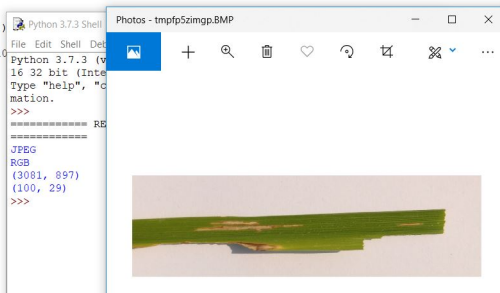 Python 3.7.3 Shell
File Edit Shell Deb
Python 3.7.3 (v
16 32 bit (Inte
Type "help", "c
mation.
>>>
============ RE
============
JPEG
RGB
(3081, 897)
(100, 29)
>>>
Photos - tmpfp5zimgp.BMP